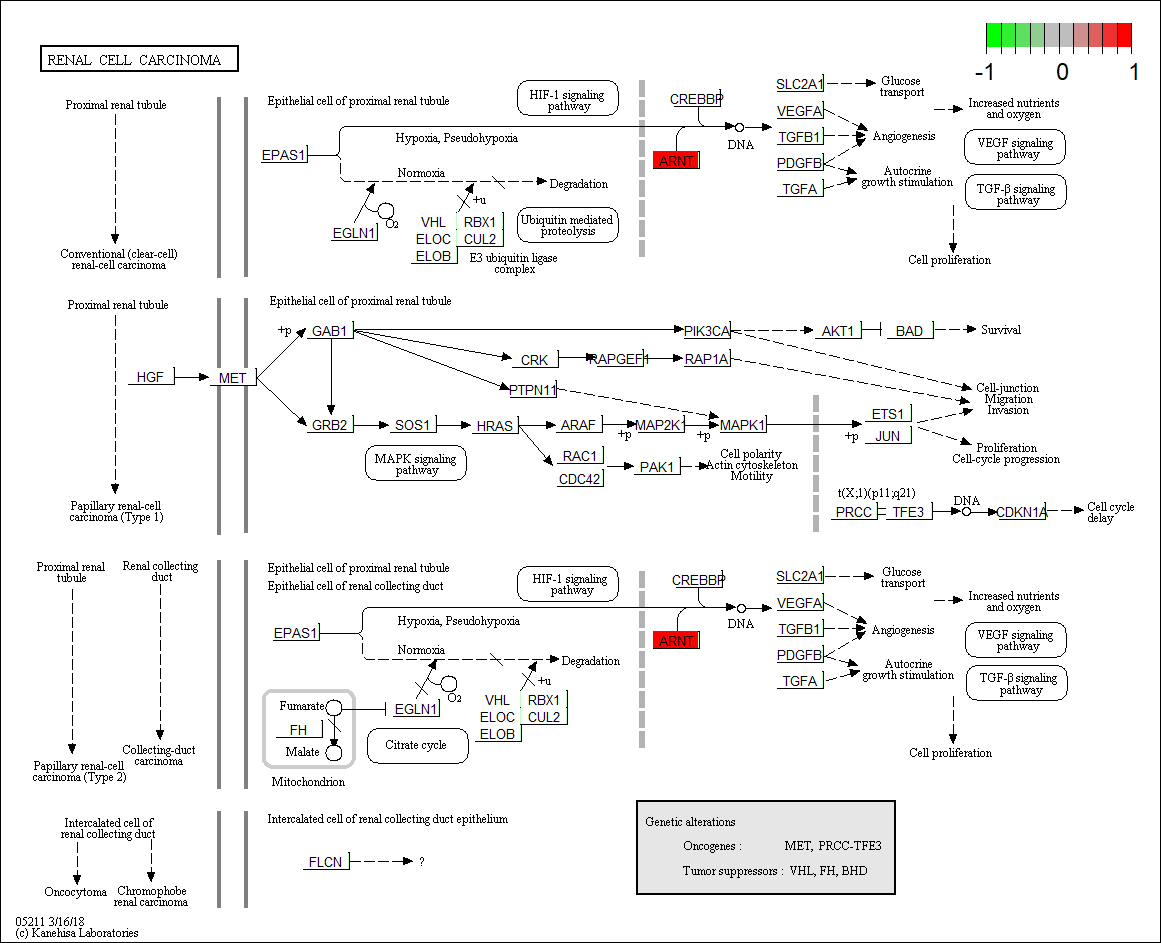 RENAL CELL CARCINOMA
-1
0
1
Proximal renal tubule
Conventional (clear-cell)
renal-cell carcinoma
Epithelial cell of proximal renal tubule
HIF-1 signaling
pathway
Hypoxia, Pseudohypoxia
EPAS1
Normoxia
Degradation
EGLN1
O2
+u
VHL
RBX1
ELOC
CUL2
ELOB
E3 ubiquitin ligase
complex
Ubiquitin mediated
proteolysis
CREBBP
ARNT
DNA
SLC2A1
VEGFA
TGFB1
PDGFB
TGFA
Glucose
transport
Angiogenesis
Autocrine
growth stimulation
Increased nutrients
and oxygen
VEGF signaling
pathway
TGF-β signaling
pathway
Cell proliferation
Proximal renal tubule
Papillary renal-cell
carcinoma (Type 1)
Epithelial cell of proximal renal tubule
HGF
MET
+p
GAB1
PIK3CA
AKT1
BAD
Survival
CRK
RAPGEF1
RAP1A
PTPN11
Cell-junction
Migration
Invasion
GRB2
SOS1
HRAS
ARAF
+p
MAP2K1
+p
MAPK1
+p
ETS1
JUN
Proliferation
Cell-cycle progression
MAPK signaling
pathway
RAC1
CDC42
PAK1
Cell polarity
Actin cytoskeleton
Motility
t(X;1)(p11;q21)
PRCC
TFE3
DNA
CDKN1A
Cell cycle
delay
Proximal renal
tubule
Renal collecting
duct
Papillary renal-cell
carcinoma (Type 2)
Collecting-duct
carcinoma
Epithelial cell of proximal renal tubule
Epithelial cell of renal collecting duct
HIF-1 signaling
pathway
Hypoxia, Pseudohypoxia
EPAS1
Normoxia
Degradation
O2
+u
Fumarate
FH
Malate
Mitochondrion
EGLN1
Citrate cycle
VHL
RBX1
ELOC
CUL2
ELOB
CREBBP
ARNT
DNA
SLC2A1
VEGFA
TGFB1
PDGFB
TGFA
Glucose
transport
Angiogenesis
Autocrine
growth stimulation
Increased nutrients
and oxygen
VEGF signaling
pathway
TGF-β signaling
pathway
Cell proliferation
Intercalated cell of
renal collecting duct
Oncocytoma
Chromophobe
renal carcinoma
Intercalated cell of renal collecting duct epithelium
FLCN
?
Genetic alterations
Oncogenes : MET, PRCC-TFE3
Tumor suppressors : VHL, FH, BHD
05211 3/16/18
(c) Kanehisa Laboratories